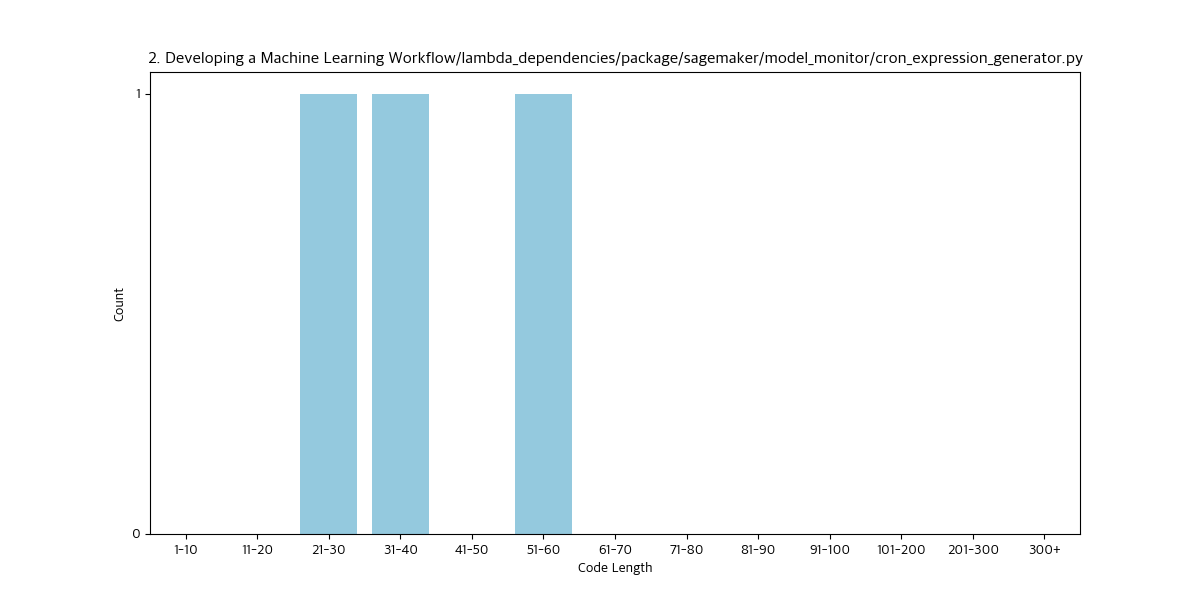 2. Developing a Machine Learning Workflow/lambda_dependencies/package/sagemaker/model_monitor/cron_expression_generator.py
1
Count
0
1-10 11-20 21-30 31-40 41-50 51-60 61-70 71-80 81-90 91-100 101-200 201-300 300+
Code Length